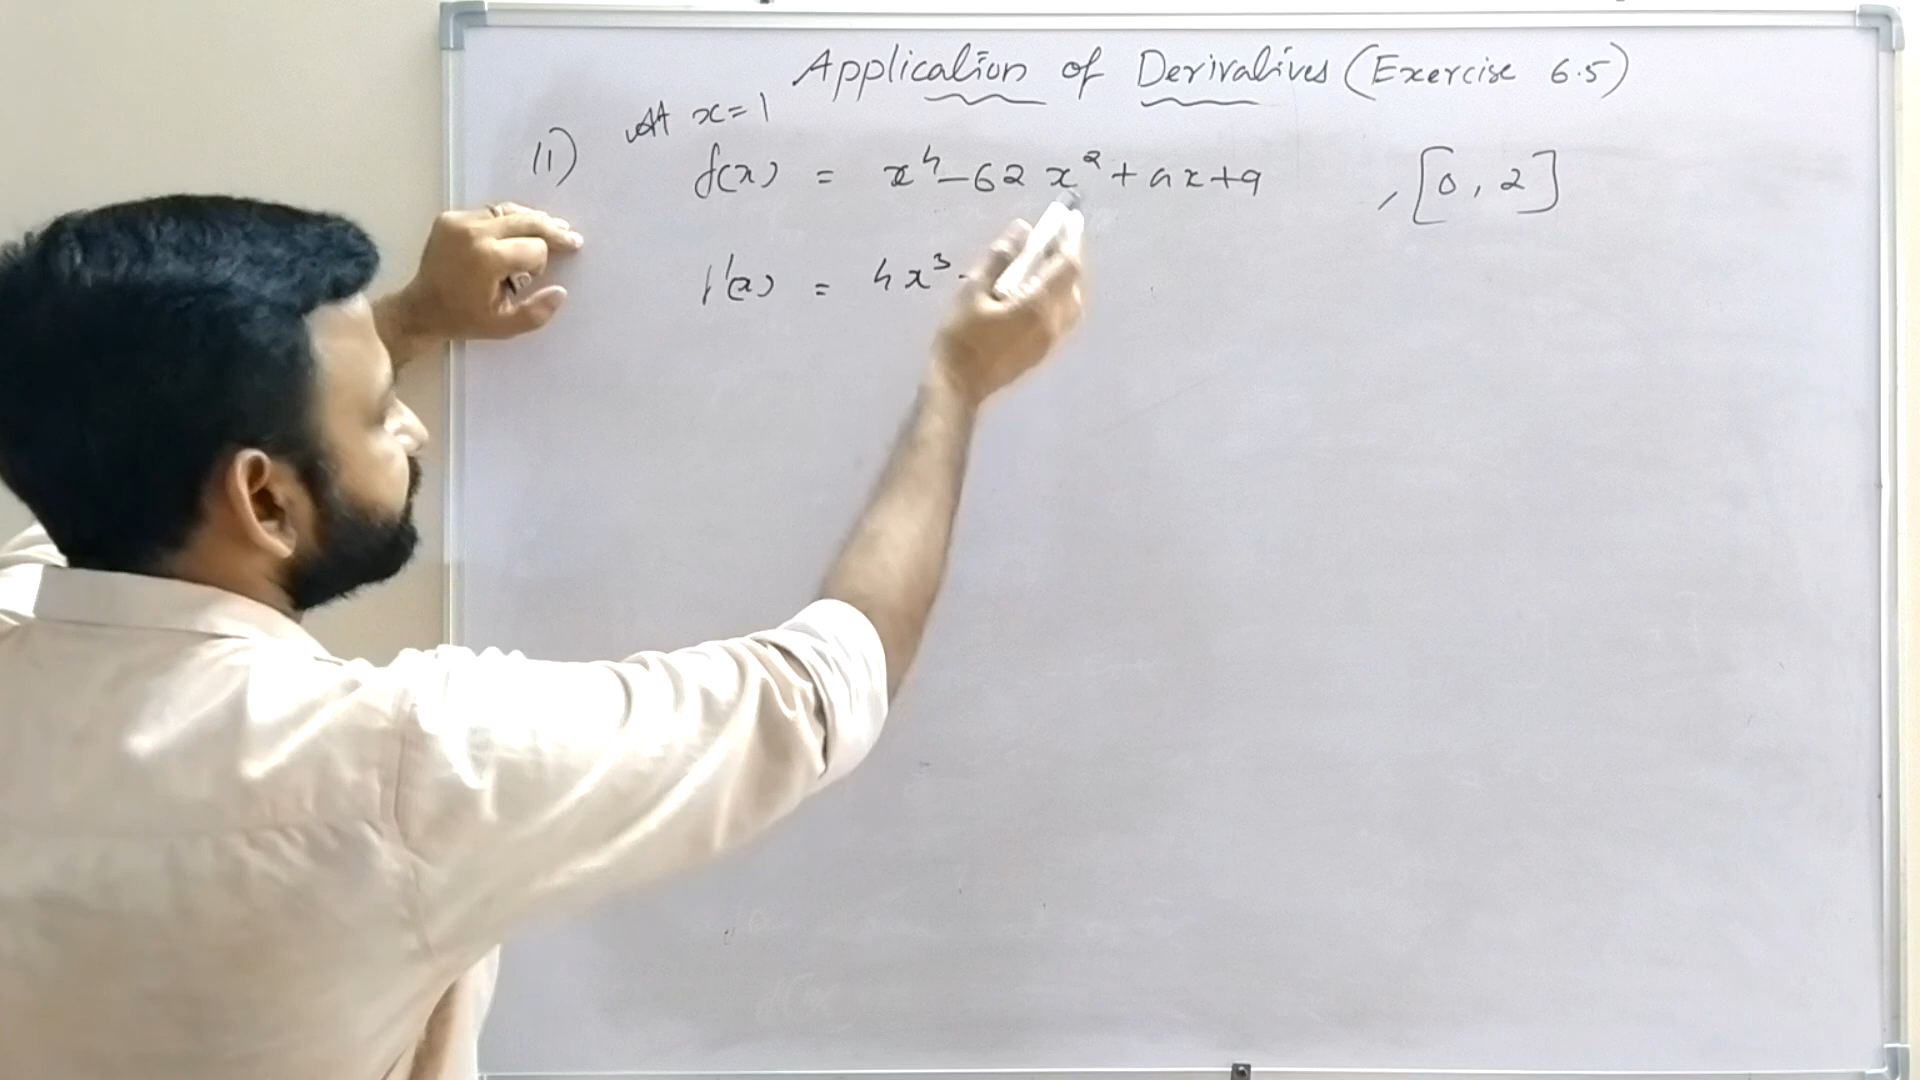 Application of Derivatives (Exercise 6.5)
at x=1
11) f(x) = x⁴-62x²+ax+9 , [0,2]
f'(x) = 4x³-